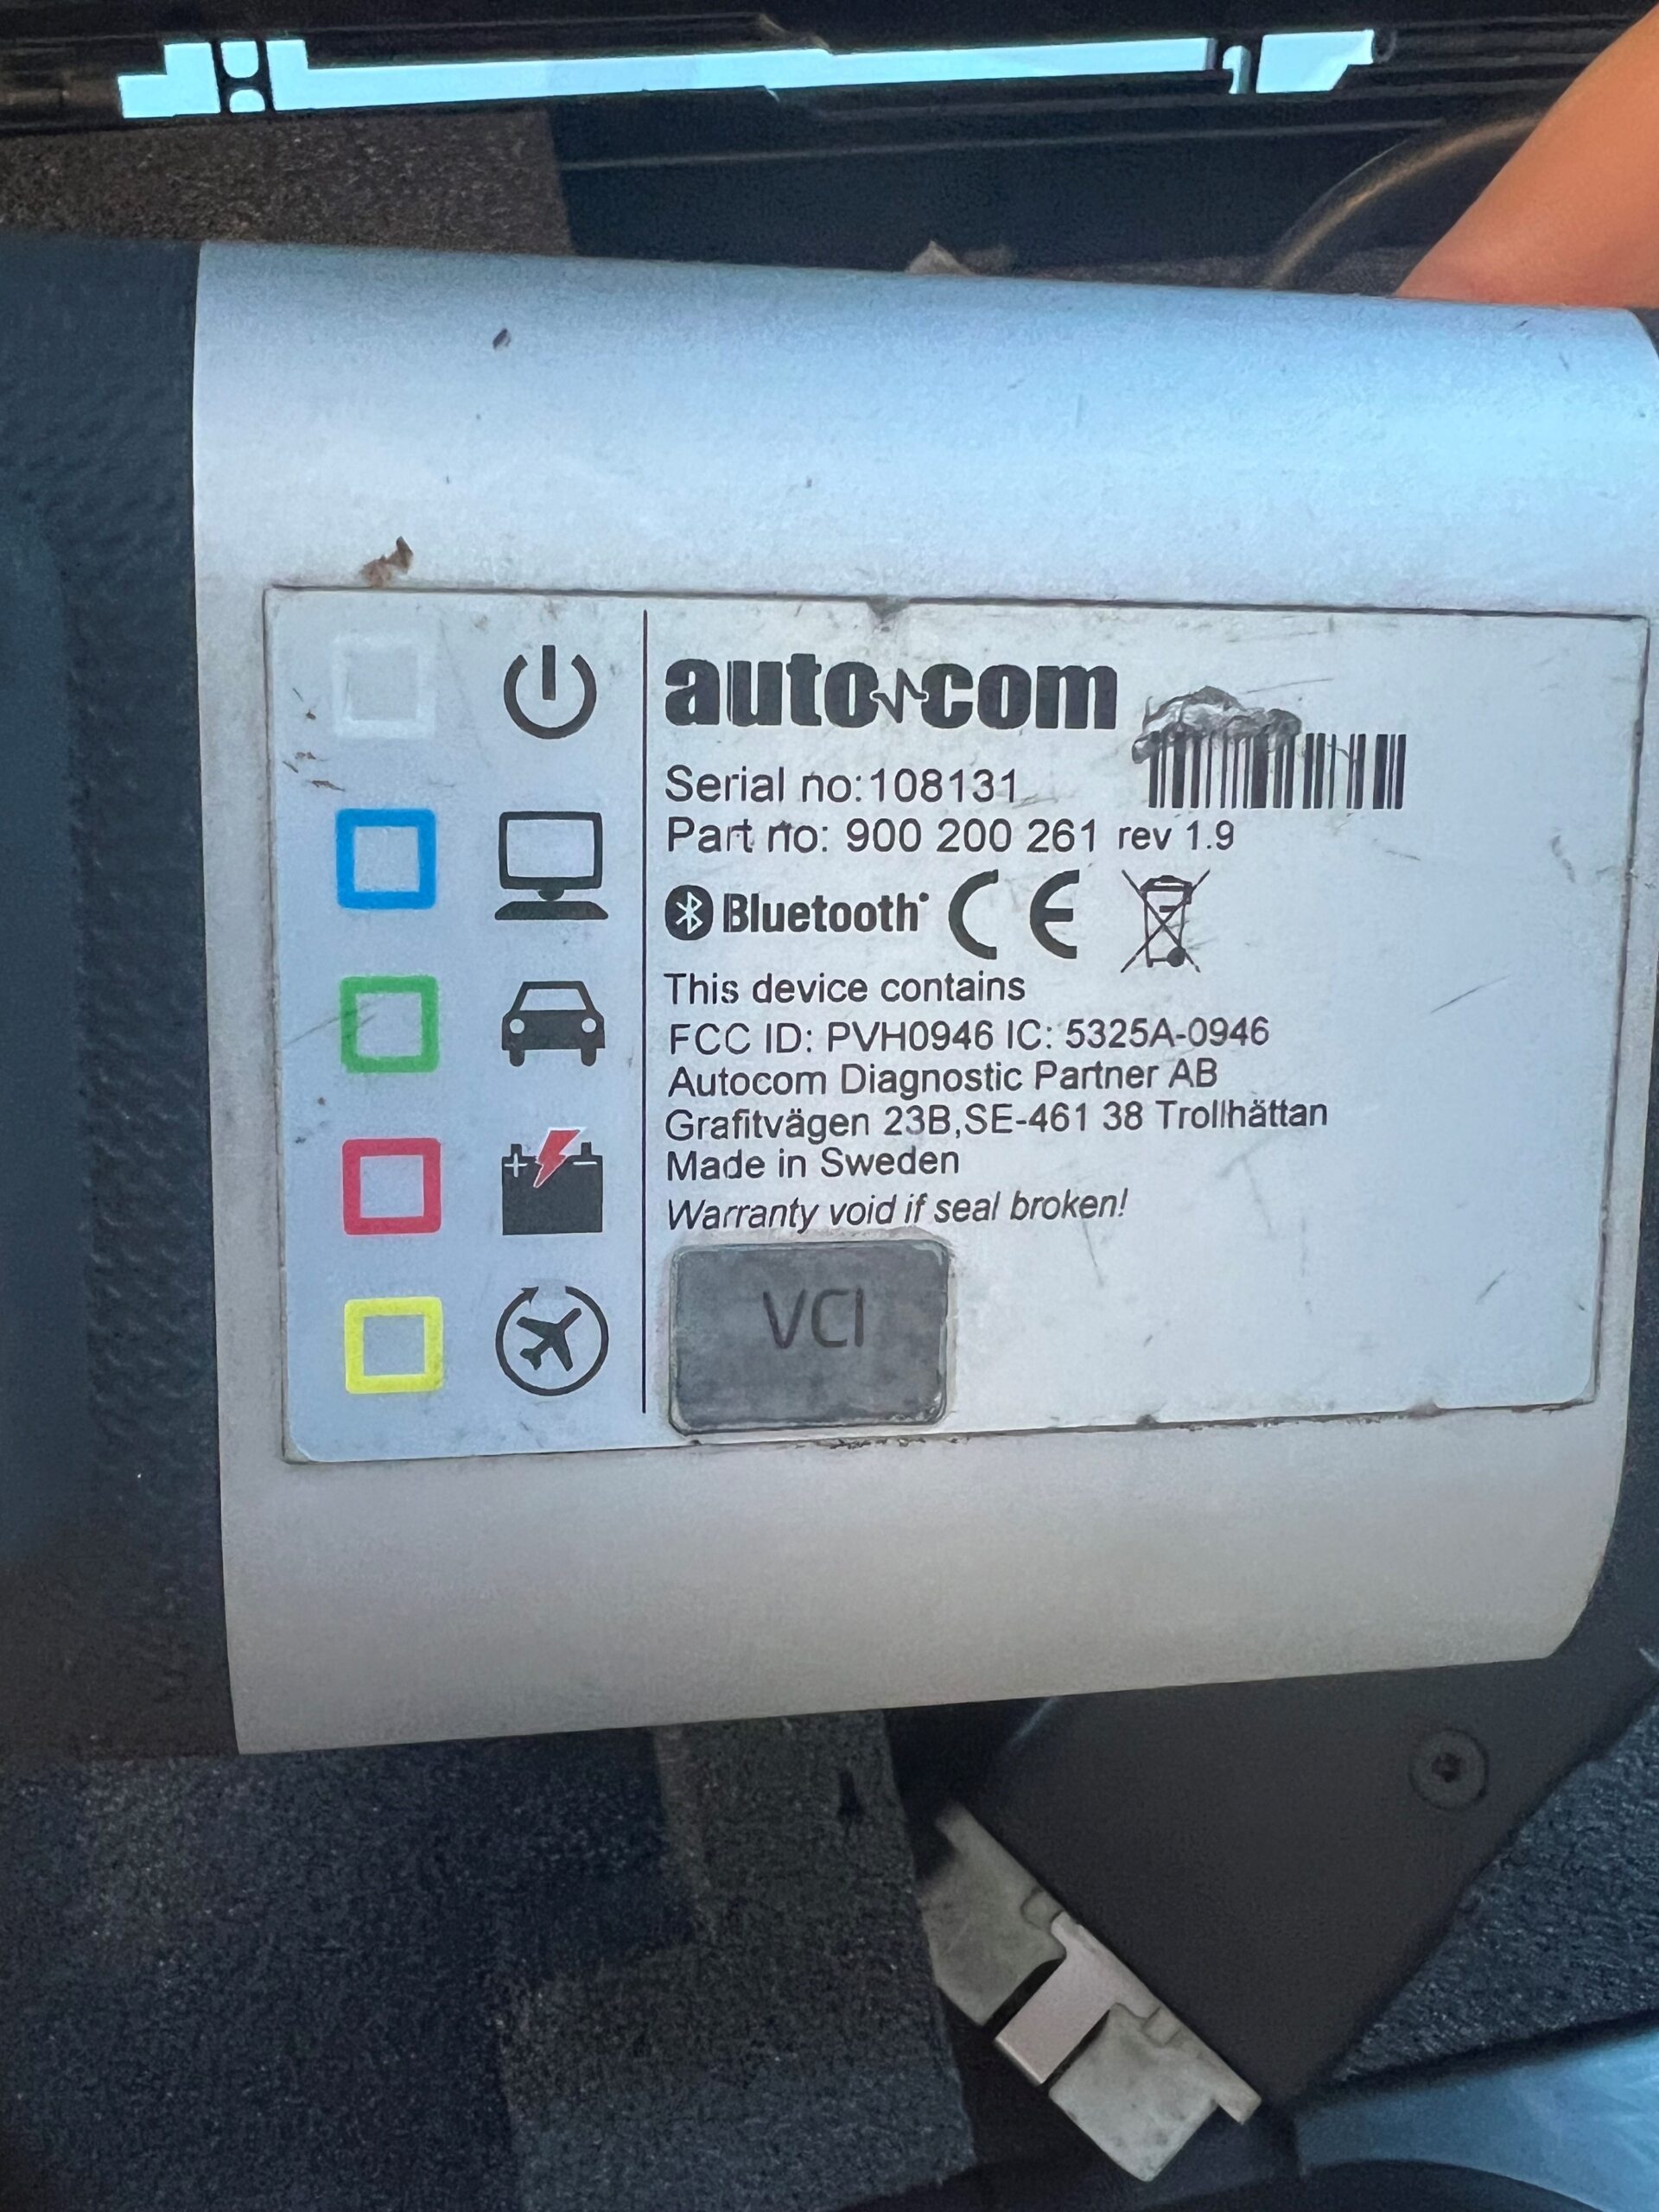 autocom
Serial no:108131
Part no: 900 200 261 rev 1.9
Bluetooth CE
This device contains
FCC ID: PVH0946 IC: 5325A-0946
Autocom Diagnostic Partner AB
Grafitvägen 23B,SE-461 38 Trollhättan
Made in Sweden
Warranty void if seal broken!
VCI